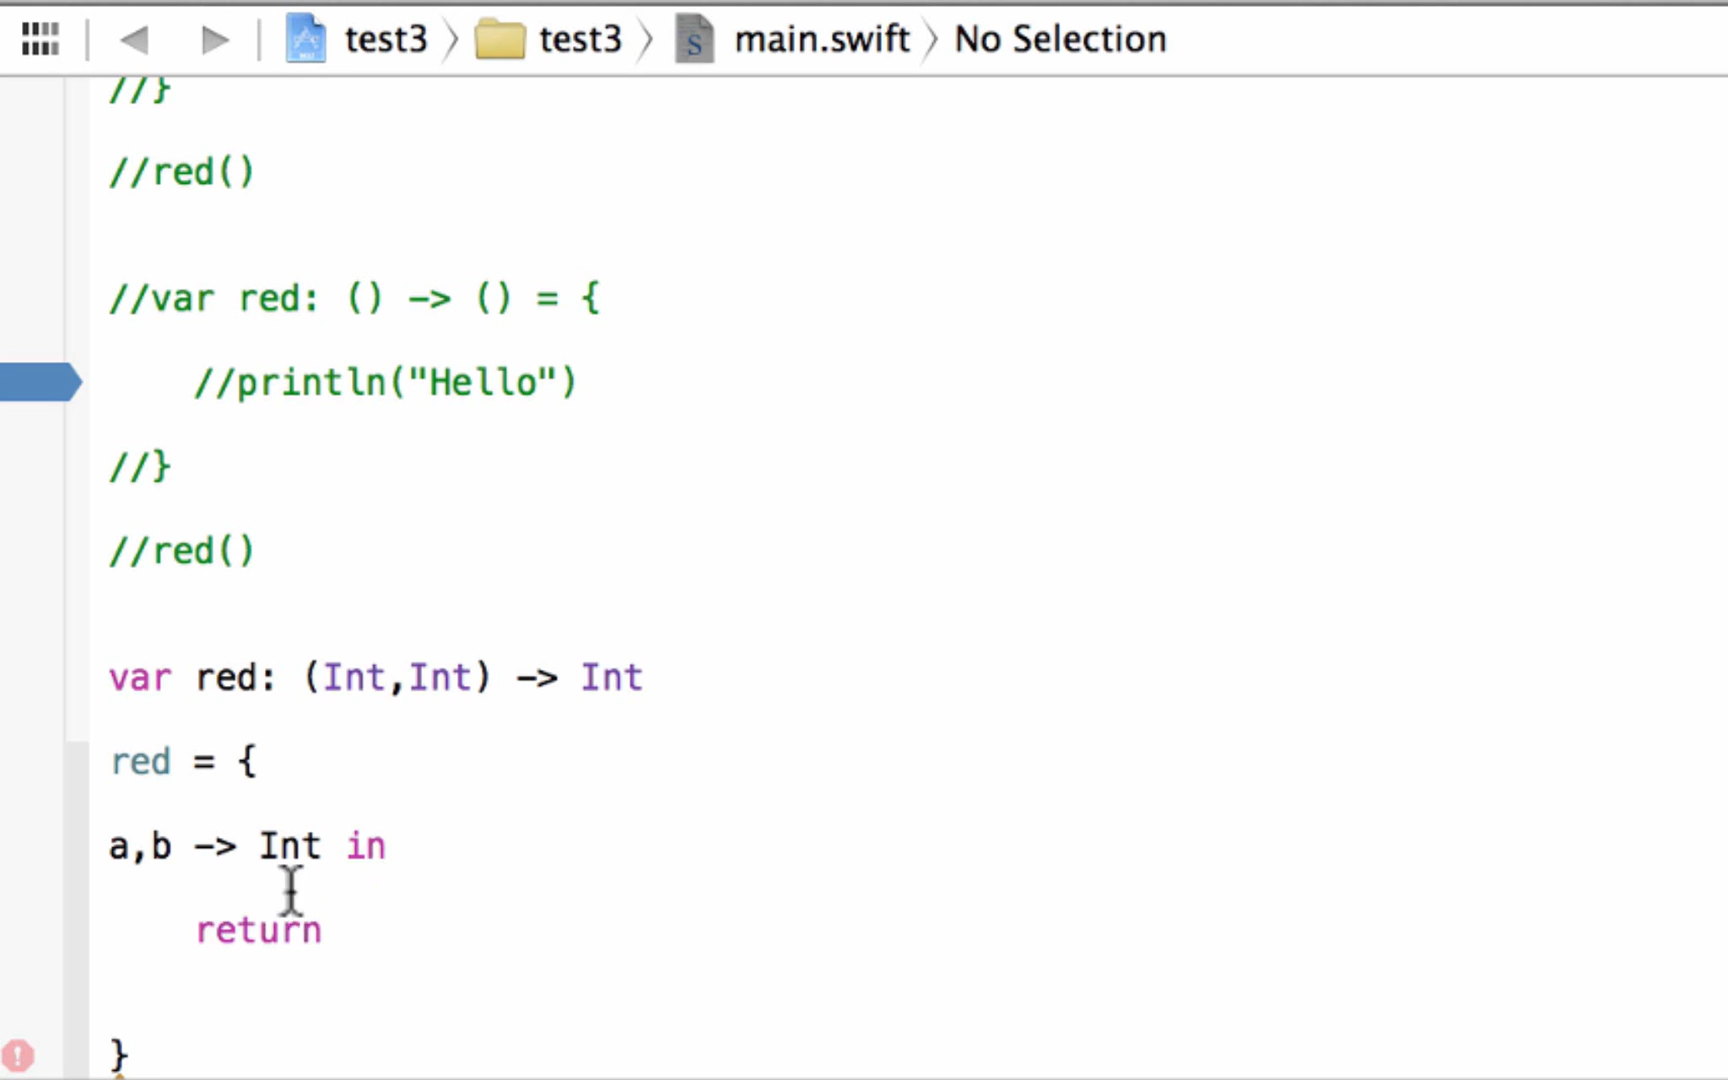 test3 〉 test3 〉 main.swift 〉 No Selection
//}
//red()
//var red: () -> () = {
//println("Hello")
//}
//red()
var red: (Int,Int) -> Int
red = {
a,b -> Int in
return
}